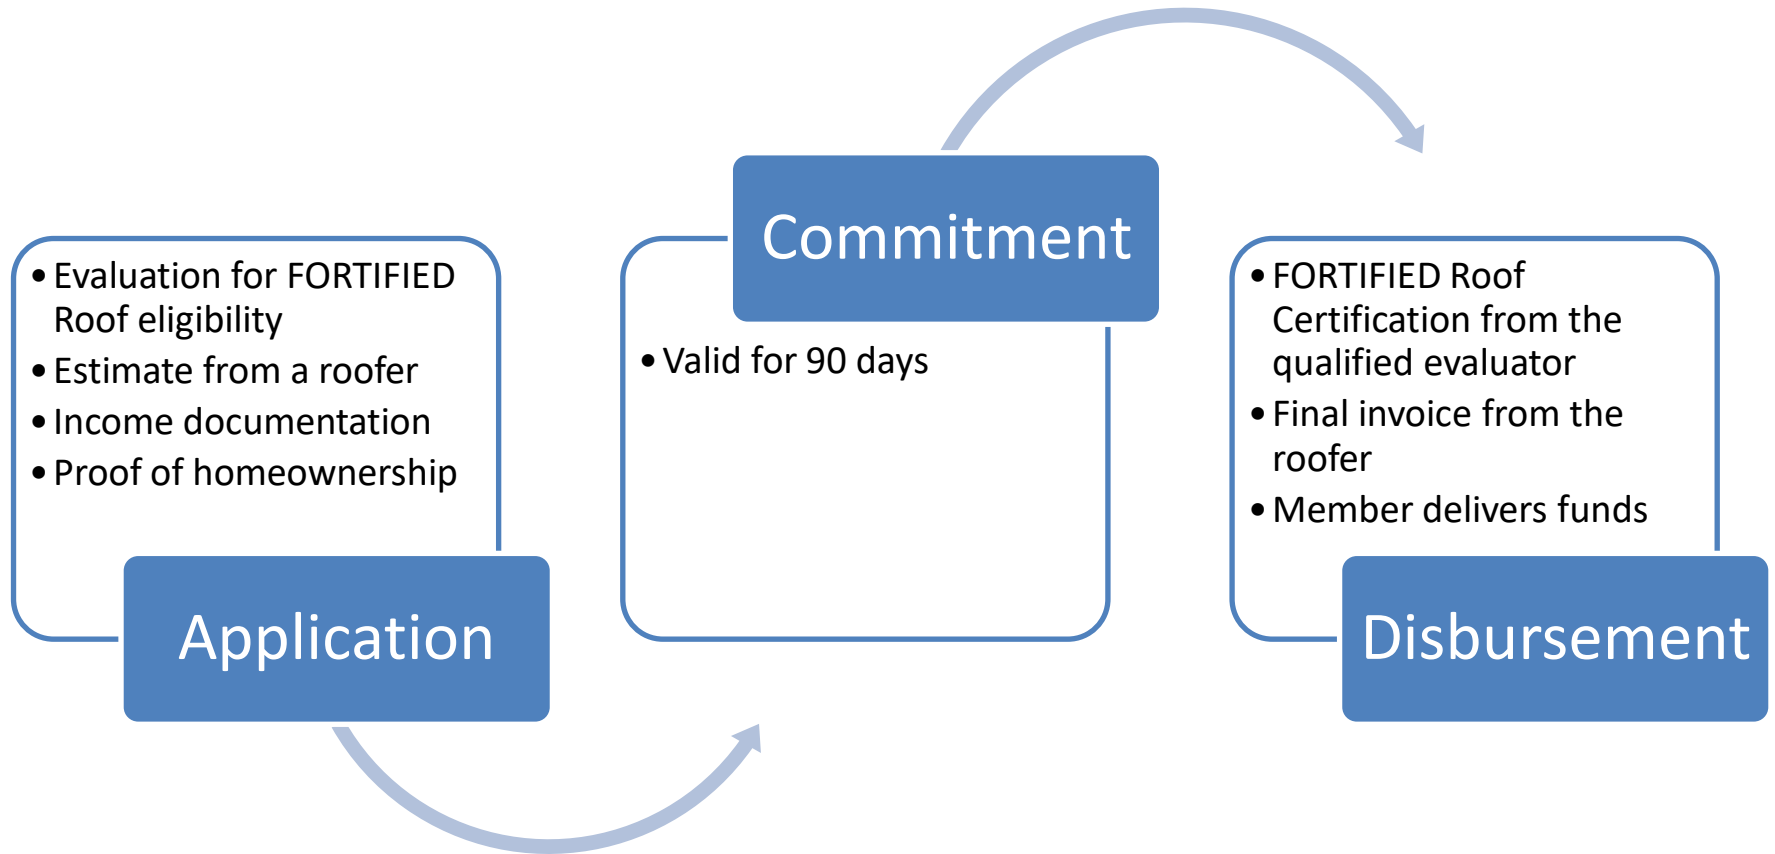 • Evaluation for FORTIFIED
Roof eligibility
• Estimate from a roofer
• Income documentation
• Proof of homeownership
Application
Commitment
• Valid for 90 days
• FORTIFIED Roof
Certification from the
qualified evaluator
• Final invoice from the
roofer
• Member delivers funds
Disbursement